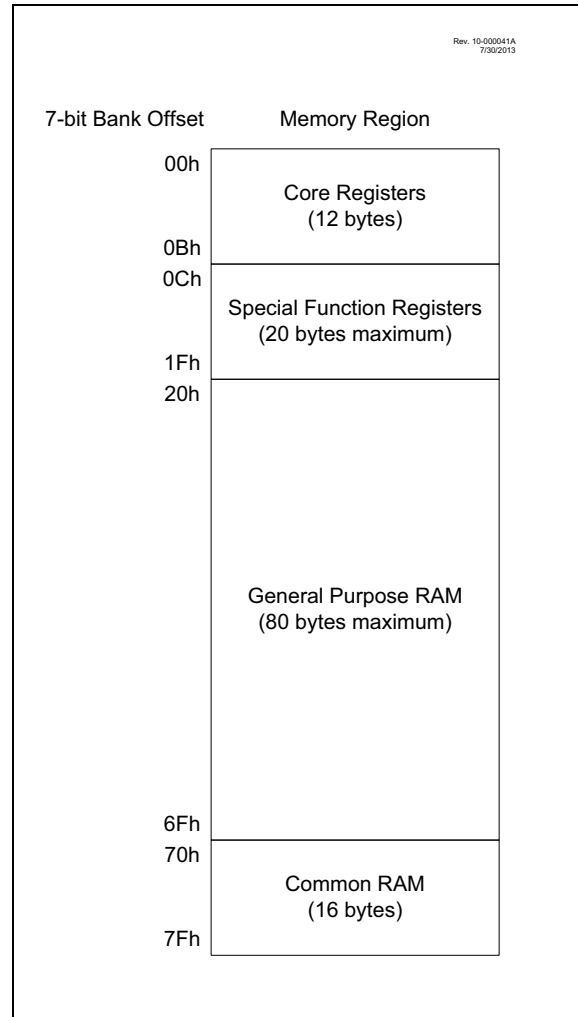 Rev. 10-000041A
7/30/2013
7-bit Bank Offset Memory Region
00h
Core Registers
(12 bytes)
0Bh
0Ch
Special Function Registers
(20 bytes maximum)
1Fh
20h
General Purpose RAM
(80 bytes maximum)
6Fh
70h
Common RAM
(16 bytes)
7Fh